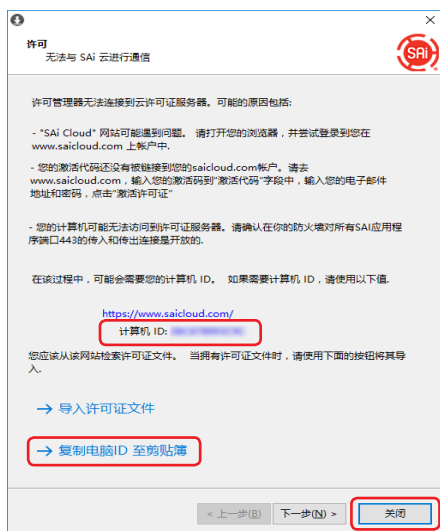 许可
无法与 SAi 云进行通信
SAi
许可管理器无法连接到云许可证服务器。可能的原因包括:
- "SAi Cloud" 网站可能遇到问题。 请打开您的浏览器，并尝试登录到您在
www.saicloud.com 上帐户中.
- 您的激活代码还没有被链接到您的saicloud.com帐户。请去
www.saicloud.com，输入您的激活码到"激活代码"字段中，输入您的电子邮件
地址和密码，点击"激活许可证"
- 您的计算机可能无法访问到许可证服务器。请确认在你的防火墙对所有SAI应用程
序端口443的传入和传出连接是开放的.
在该过程中，可能会需要您的计算机 ID。 如果需要计算机 ID，请使用以下值.
https://www.saicloud.com/
计算机 ID:
您应该从该网站检索许可证文件。 当拥有许可证文件时，请使用下面的按钮将其导
入.
→ 导入许可证文件
→ 复制电脑ID 至剪贴簿
< 上一步(B) 下一步(N) > 关闭